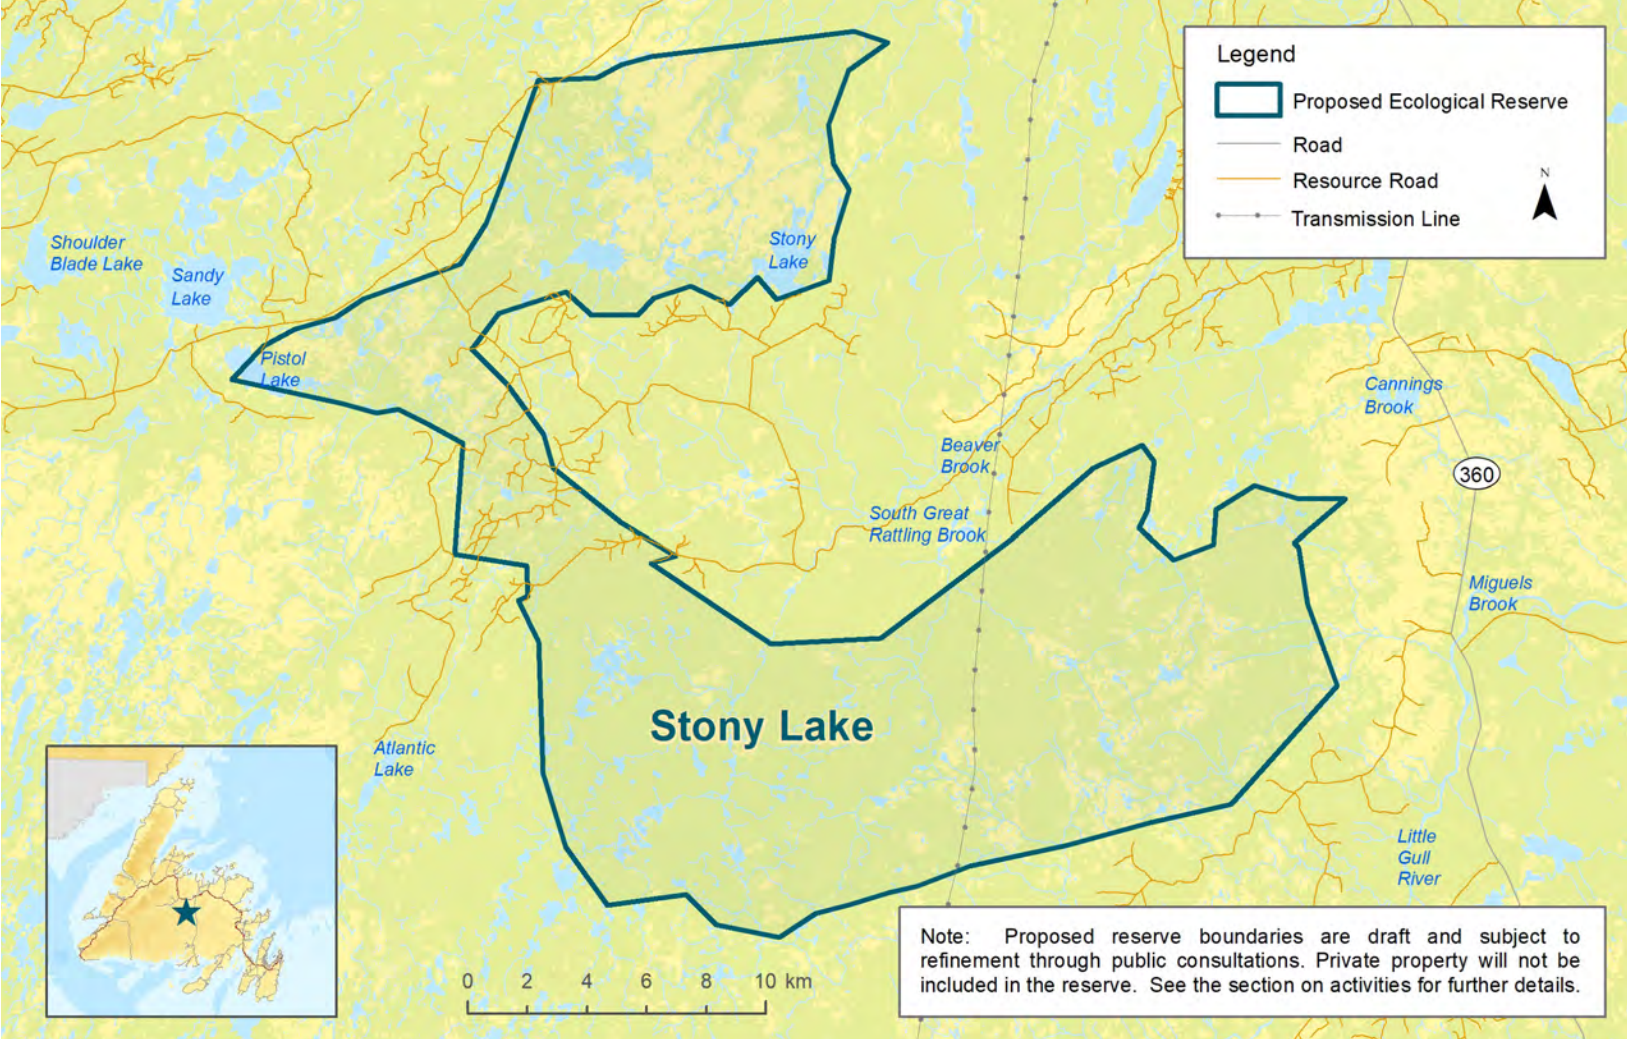 Legend
Proposed Ecological Reserve
Road
Resource Road
Transmission Line
N
Shoulder
Blade Lake
Sandy
Lake
Stony
Lake
Pistol
Lake
Cannings
Brook
Beaver
Brook
360
South Great
Rattling Brook
Miguels
Brook
Stony Lake
Atlantic
Lake
Little
Gull
River
Note: Proposed reserve boundaries are draft and subject to
refinement through public consultations. Private property will not be
included in the reserve. See the section on activities for further details.
0 2 4 6 8 10 km